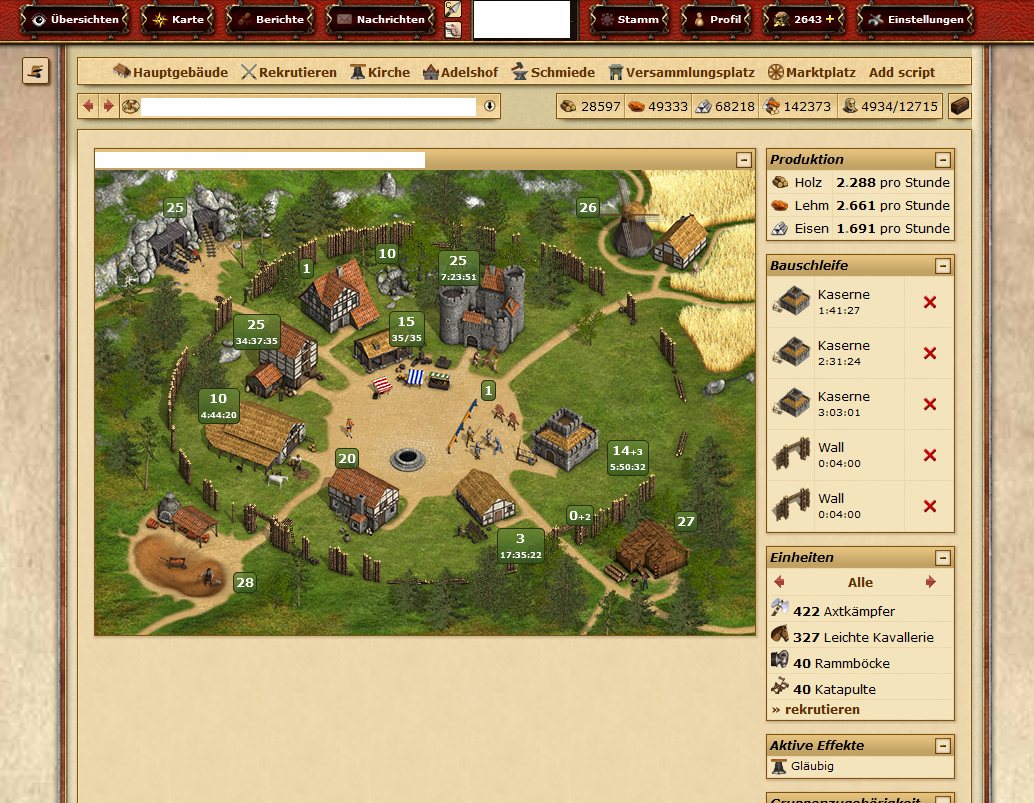 Übersichten Karte Berichte Nachrichten Stamm Profil 2643 + Einstellungen
Hauptgebäude Rekrutieren Kirche Adelshof Schmiede Versammlungsplatz Marktplatz Add script
28597 49333 68218 142373 4934/12715
25
26
1
10
25
7:23:51
25
34:37:35
15
35/35
10
4:44:20
1
20
14+3
5:50:32
0+2
27
3
17:35:22
28
Produktion
Holz 2.288 pro Stunde
Lehm 2.661 pro Stunde
Eisen 1.691 pro Stunde
Bauschleife
Kaserne
1:41:27
Kaserne
2:31:24
Kaserne
3:03:01
Wall
0:04:00
Wall
0:04:00
Einheiten
Alle
422 Axtkämpfer
327 Leichte Kavallerie
40 Rammböcke
40 Katapulte
» rekrutieren
Aktive Effekte
Gläubig
Gruppenzugehörigkeit